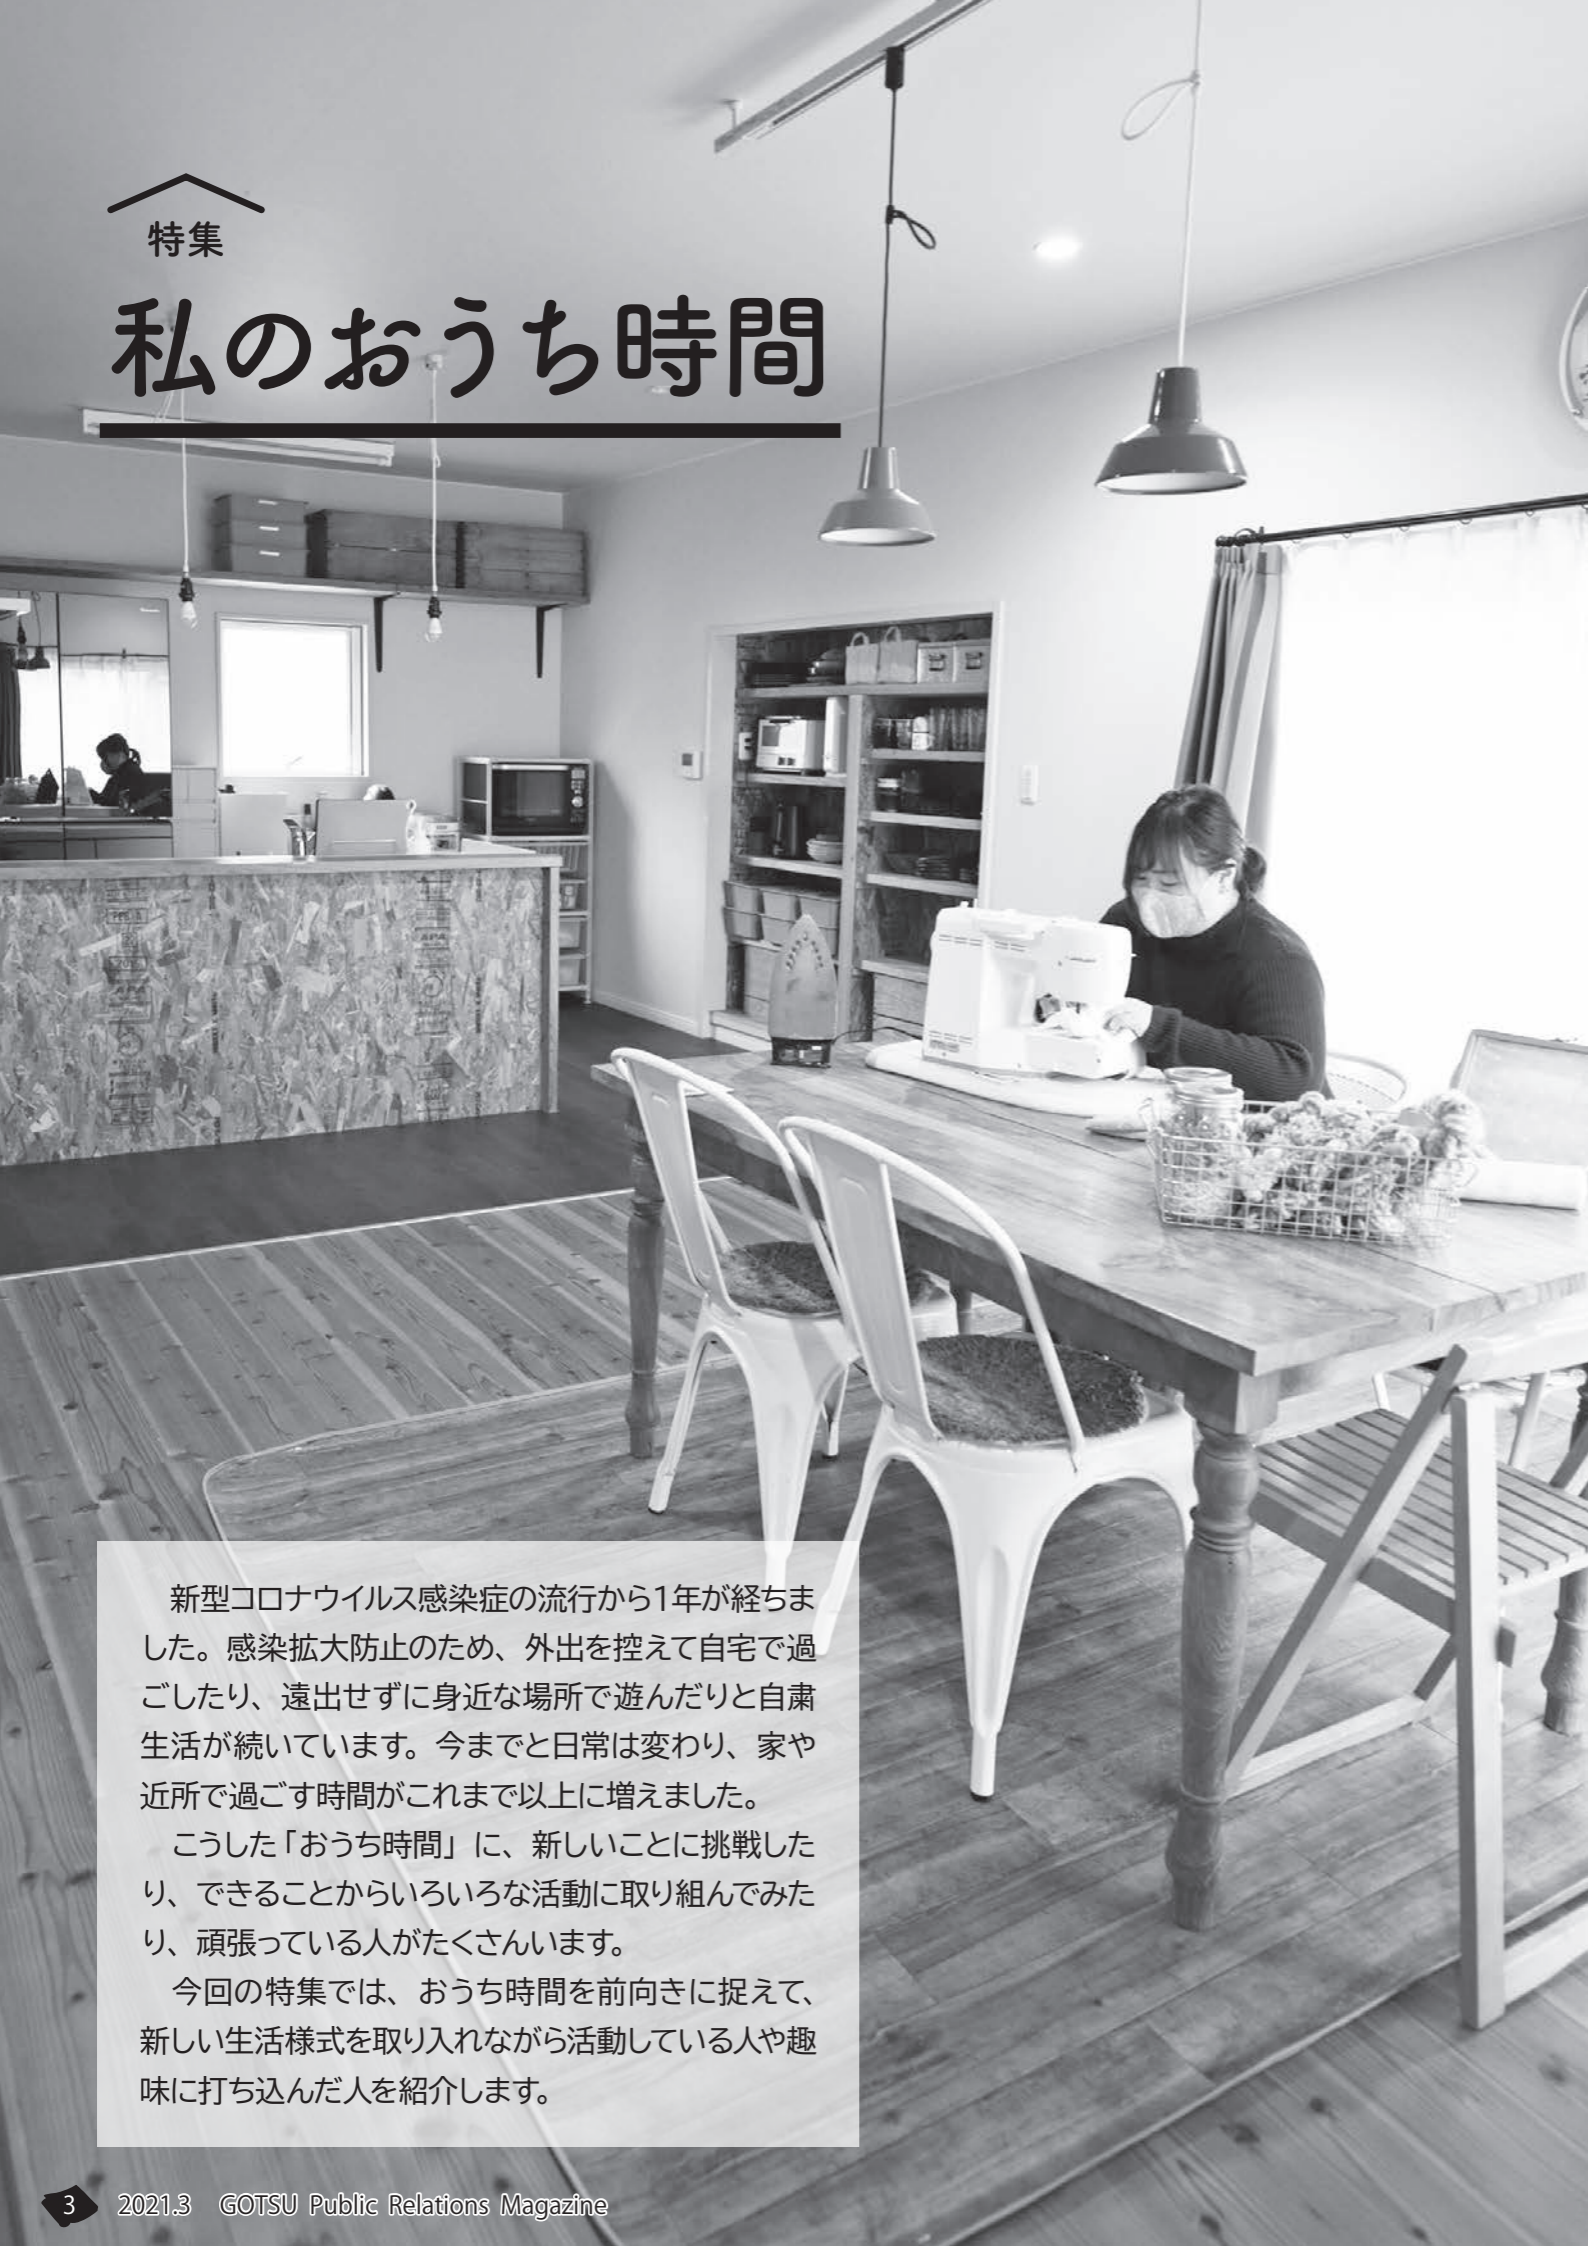 特集
私のおうち時間
　新型コロナウイルス感染症の流行から1年が経ちま
した。感染拡大防止のため、外出を控えて自宅で過
ごしたり、遠出せずに身近な場所で遊んだりと自粛
生活が続いています。今までと日常は変わり、家や
近所で過ごす時間がこれまで以上に増えました。
　こうした「おうち時間」に、新しいことに挑戦した
り、できることからいろいろな活動に取り組んでみた
り、頑張っている人がたくさんいます。
　今回の特集では、おうち時間を前向きに捉えて、
新しい生活様式を取り入れながら活動している人や趣
味に打ち込んだ人を紹介します。
3 2021.3 GOTSU Public Relations Magazine